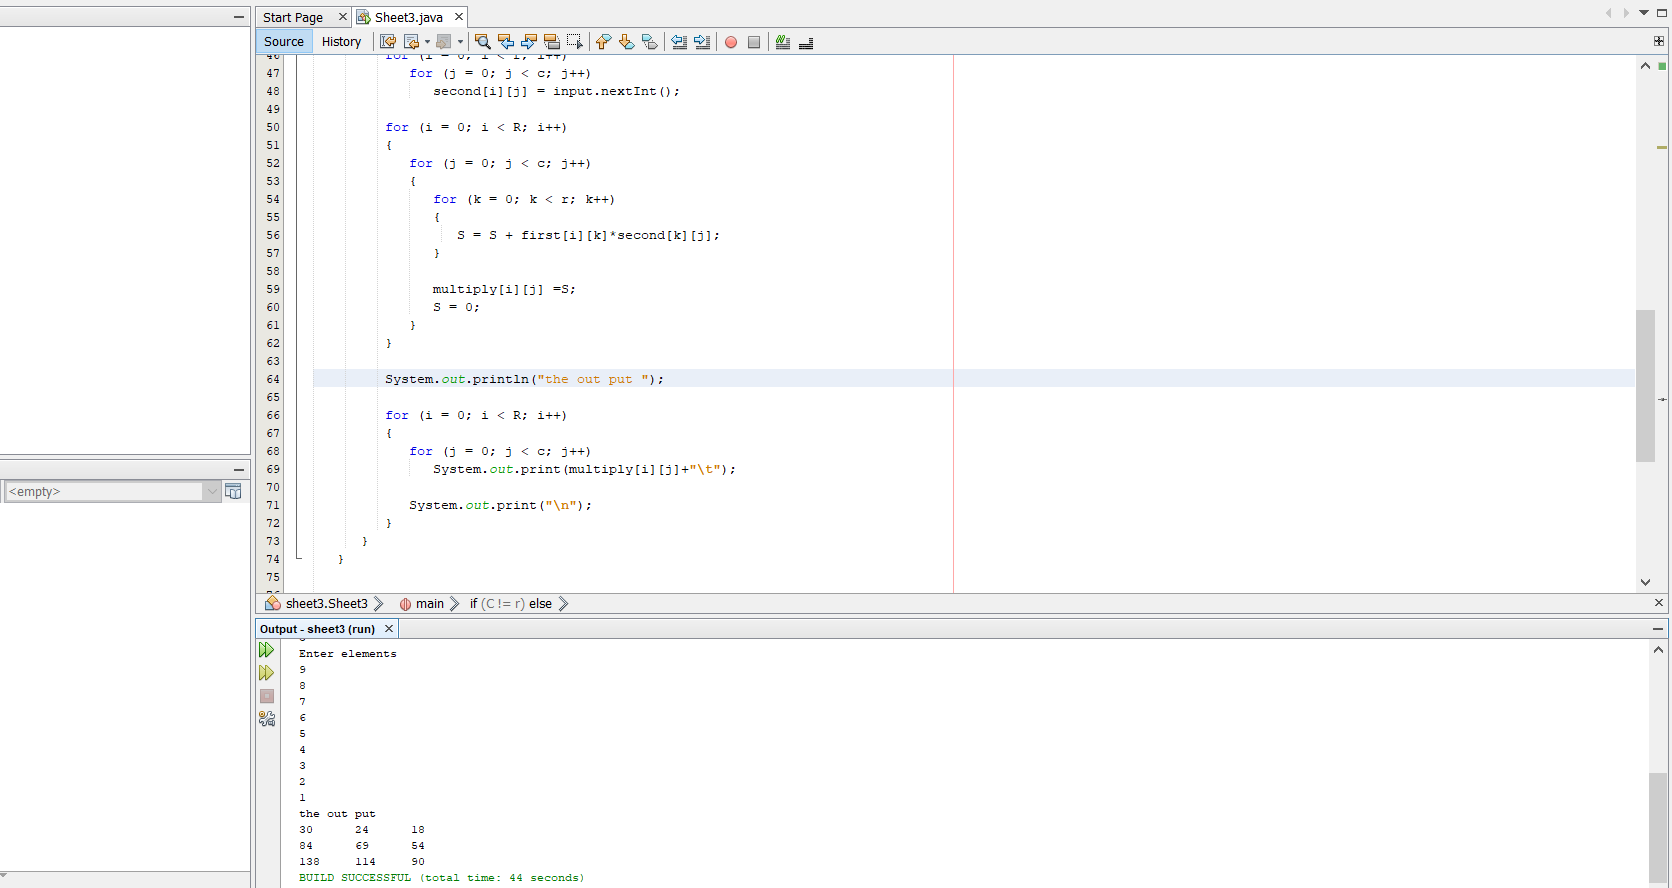 Start Page
Sheet3.java
Source
History
46 for (i = 0; i < r; i++)
47 for (j = 0; j < c; j++)
48 second[i][j] = input.nextInt();
49
50 for (i = 0; i < R; i++)
51 {
52 for (j = 0; j < c; j++)
53 {
54 for (k = 0; k < r; k++)
55 {
56 S = S + first[i][k]*second[k][j];
57 }
58
59 multiply[i][j] =S;
60 S = 0;
61 }
62 }
63
64 System.out.println("the out put ");
65
66 for (i = 0; i < R; i++)
67 {
68 for (j = 0; j < c; j++)
69 System.out.print(multiply[i][j]+"\t");
70
71 System.out.print("\n");
72 }
73 }
74 }
75
<empty>
sheet3.Sheet3 main if (C != r) else
Output - sheet3 (run)
Enter elements
9
8
7
6
5
4
3
2
1
the out put
30 24 18
84 69 54
138 114 90
BUILD SUCCESSFUL (total time: 44 seconds)